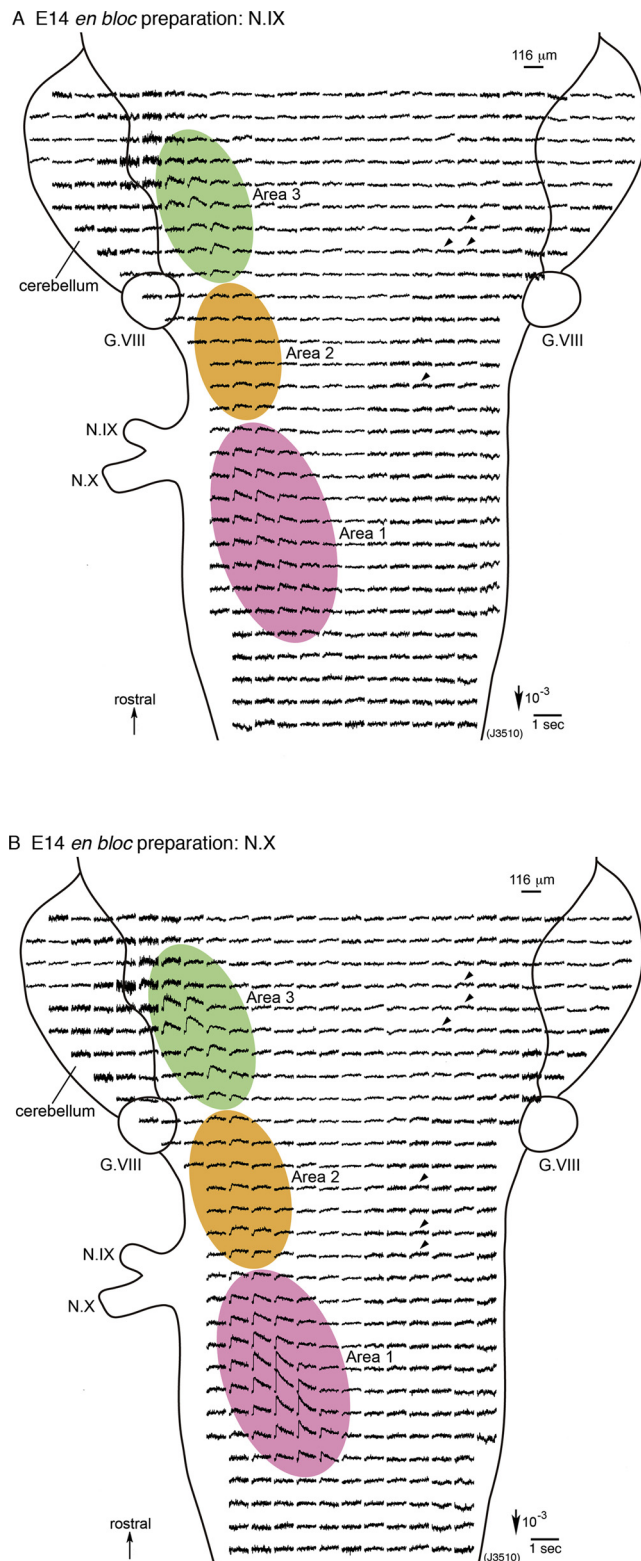 A E14 en bloc preparation: N.IX
116 μm
Area 3
cerebellum
G.VIII
G.VIII
Area 2
N.IX
N.X
Area 1
rostral
10⁻³
1 sec
(J3510)
B E14 en bloc preparation: N.X
116 μm
Area 3
cerebellum
G.VIII
G.VIII
Area 2
N.IX
N.X
Area 1
rostral
10⁻³
1 sec
(J3510)